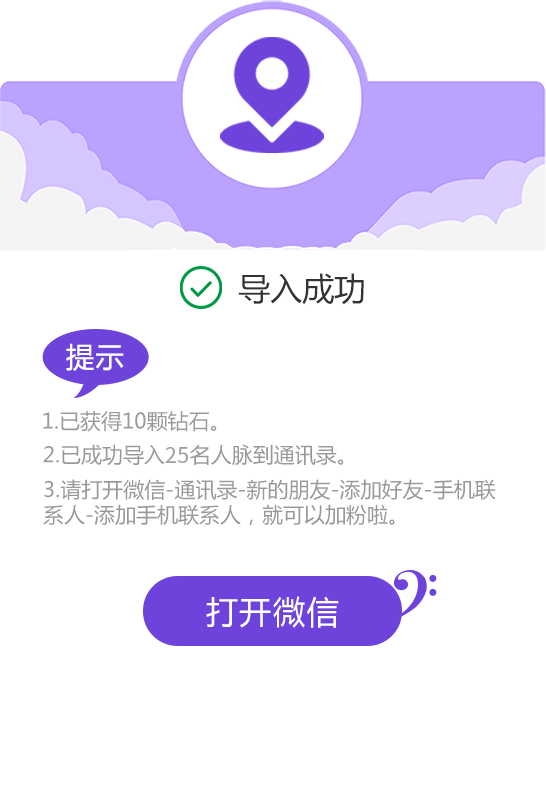 导入成功
提示
1.已获得10颗钻石。
2.已成功导入25名人脉到通讯录。
3.请打开微信-通讯录-新的朋友-添加好友-手机联
系人-添加手机联系人，就可以加粉啦。
打开微信